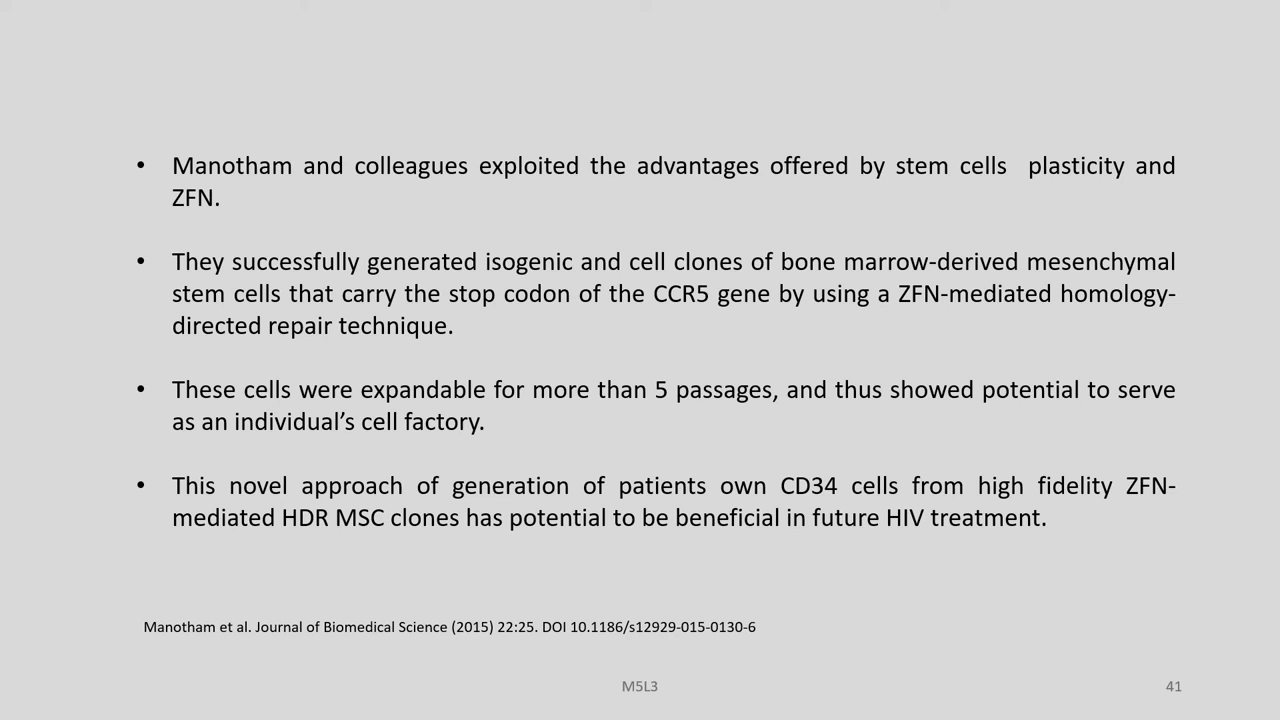 • Manotham and colleagues exploited the advantages offered by stem cells plasticity and
ZFN.
• They successfully generated isogenic and cell clones of bone marrow-derived mesenchymal
stem cells that carry the stop codon of the CCR5 gene by using a ZFN-mediated homology-
directed repair technique.
• These cells were expandable for more than 5 passages, and thus showed potential to serve
as an individual’s cell factory.
• This novel approach of generation of patients own CD34 cells from high fidelity ZFN-
mediated HDR MSC clones has potential to be beneficial in future HIV treatment.
Manotham et al. Journal of Biomedical Science (2015) 22:25. DOI 10.1186/s12929-015-0130-6
M5L3
41